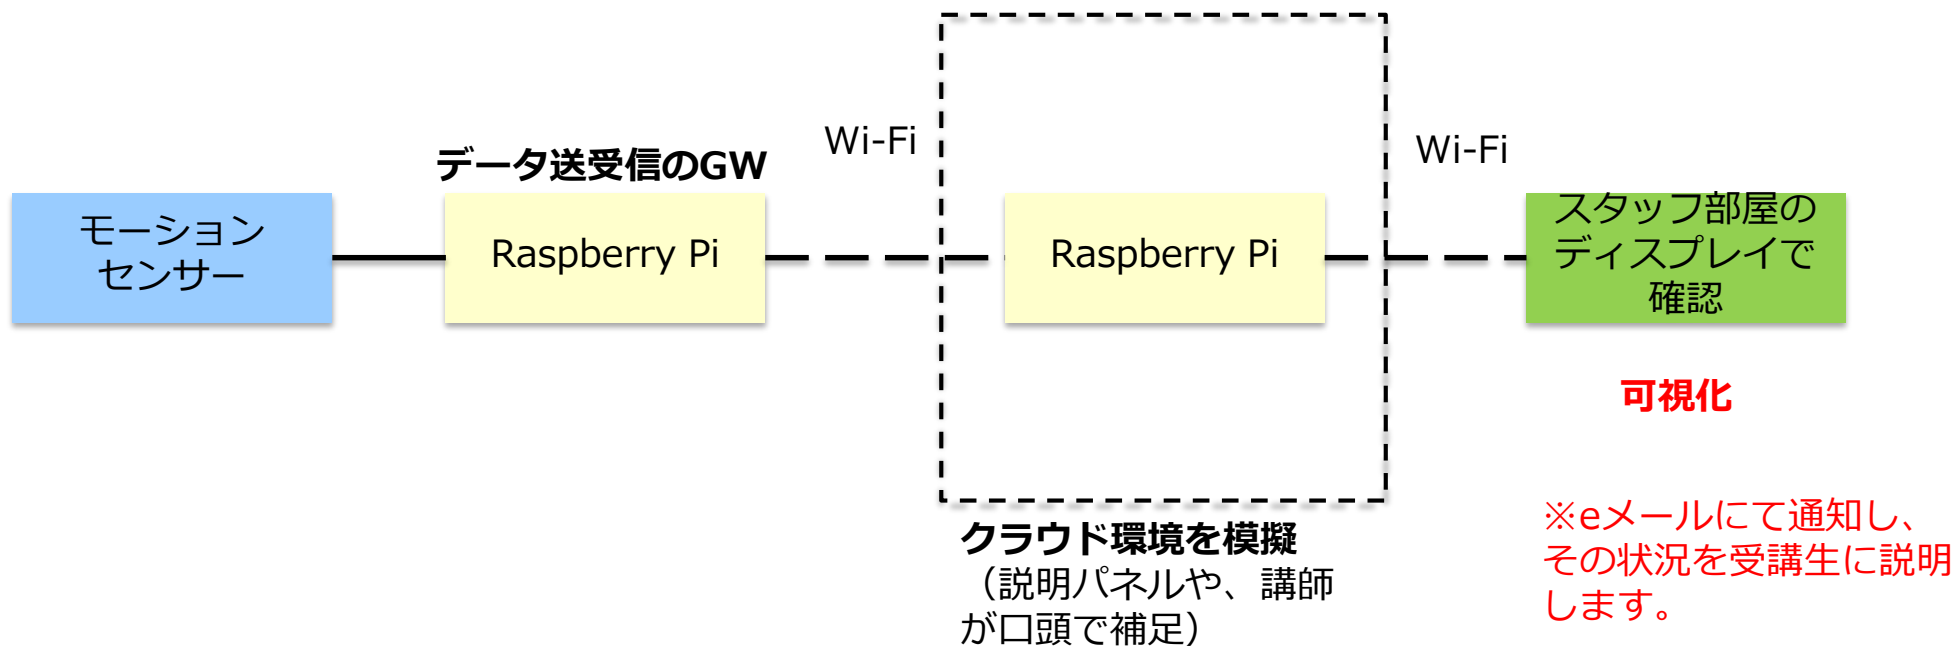 Wi-Fi
Wi-Fi
データ送受信のGW
モーション
センサー
Raspberry Pi
Raspberry Pi
スタッフ部屋の
ディスプレイで
確認
可視化
クラウド環境を模擬
（説明パネルや、講師
が口頭で補足）
※eメールにて通知し、
その状況を受講生に説明
します。